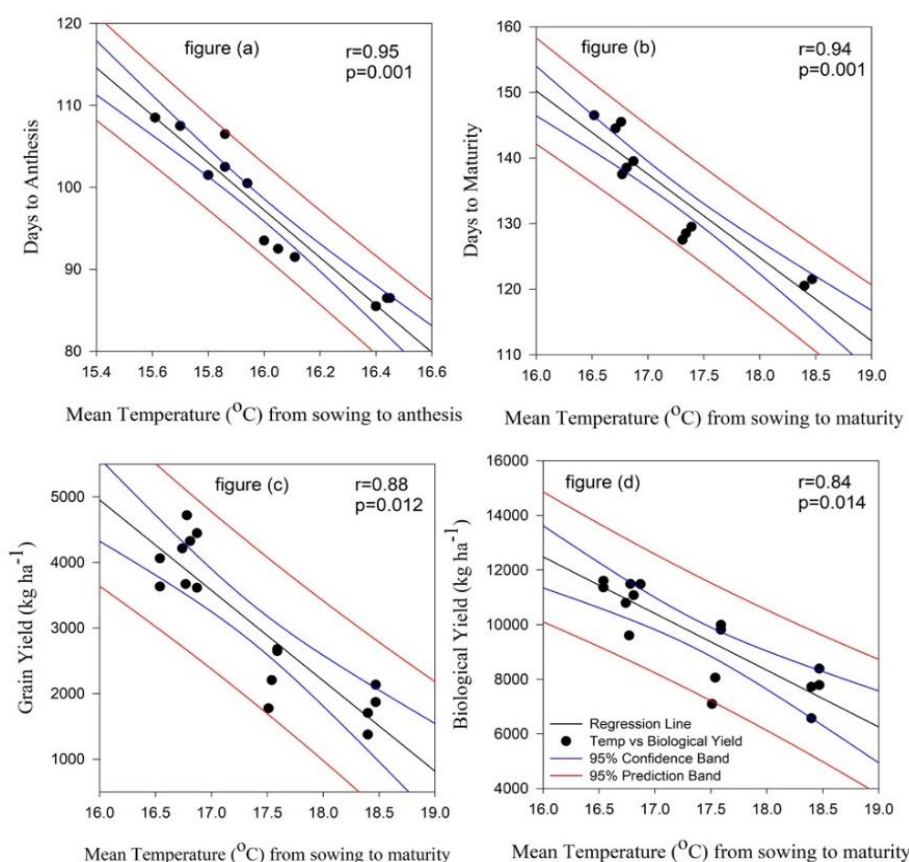 figure (a)
r=0.95
p=0.001
120
110
100
90
80
Days to Anthesis
15.4 15.6 15.8 16.0 16.2 16.4 16.6
Mean Temperature (°C) from sowing to anthesis
figure (b)
r=0.94
p=0.001
160
150
140
130
120
110
Days to Maturity
16.0 16.5 17.0 17.5 18.0 18.5 19.0
Mean Temperature (°C) from sowing to maturity
figure (c)
r=0.88
p=0.012
5000
4000
3000
2000
1000
Grain Yield (kg ha⁻¹)
16.0 16.5 17.0 17.5 18.0 18.5 19.0
Mean Temperature (°C) from sowing to maturity
figure (d)
r=0.84
p=0.014
16000
14000
12000
10000
8000
6000
4000
Biological Yield (kg ha⁻¹)
Regression Line
Temp vs Biological Yield
95% Confidence Band
95% Prediction Band
16.0 16.5 17.0 17.5 18.0 18.5 19.0
Mean Temperature (°C) from sowing to maturity